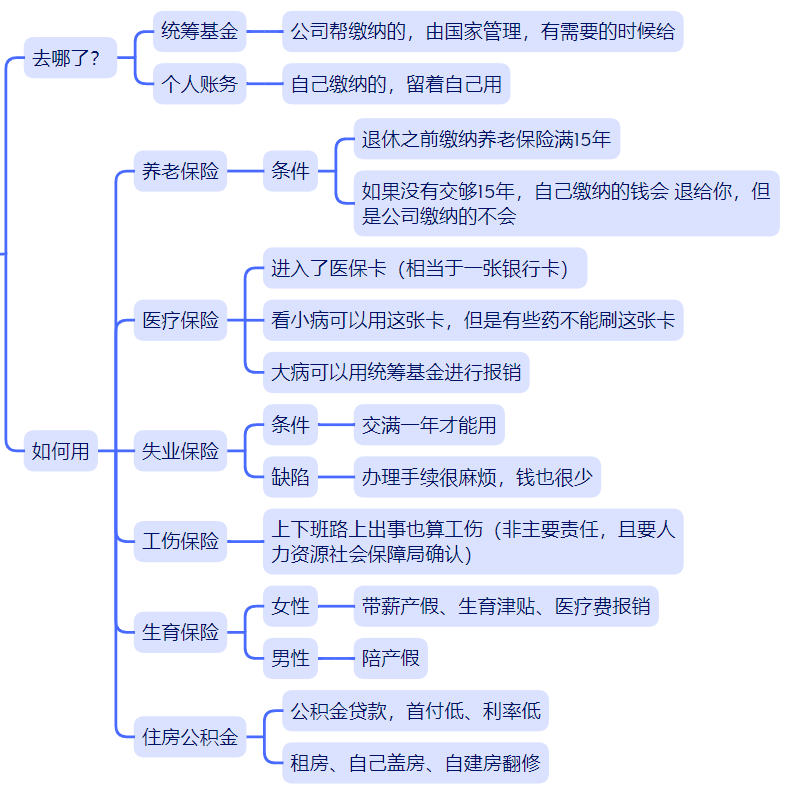 去哪了？
统筹基金
公司帮缴纳的，由国家管理，有需要的时候给
个人账务
自己缴纳的，留着自己用
如何用
养老保险
条件
退休之前缴纳养老保险满15年
如果没有交够15年，自己缴纳的钱会 退给你，但
是公司缴纳的不会
医疗保险
进入了医保卡（相当于一张银行卡）
看小病可以用这张卡，但是有些药不能刷这张卡
大病可以用统筹基金进行报销
失业保险
条件
交满一年才能用
缺陷
办理手续很麻烦，钱也很少
工伤保险
上下班路上出事也算工伤（非主要责任，且要人
力资源社会保障局确认）
生育保险
女性
带薪产假、生育津贴、医疗费报销
男性
陪产假
住房公积金
公积金贷款，首付低、利率低
租房、自己盖房、自建房翻修